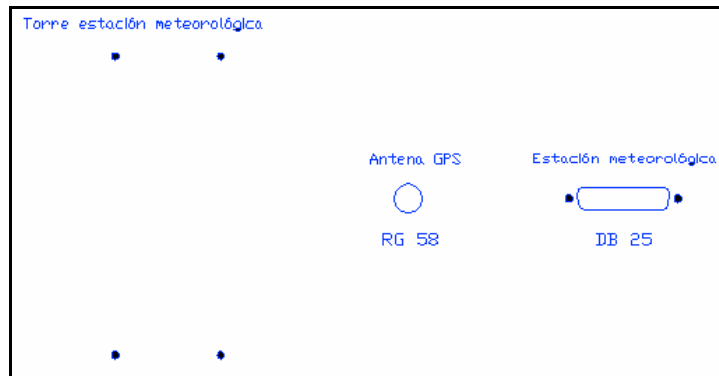 Torre estación meteorológica
Antena GPS
Estación meteorológica
RG 58
DB 25